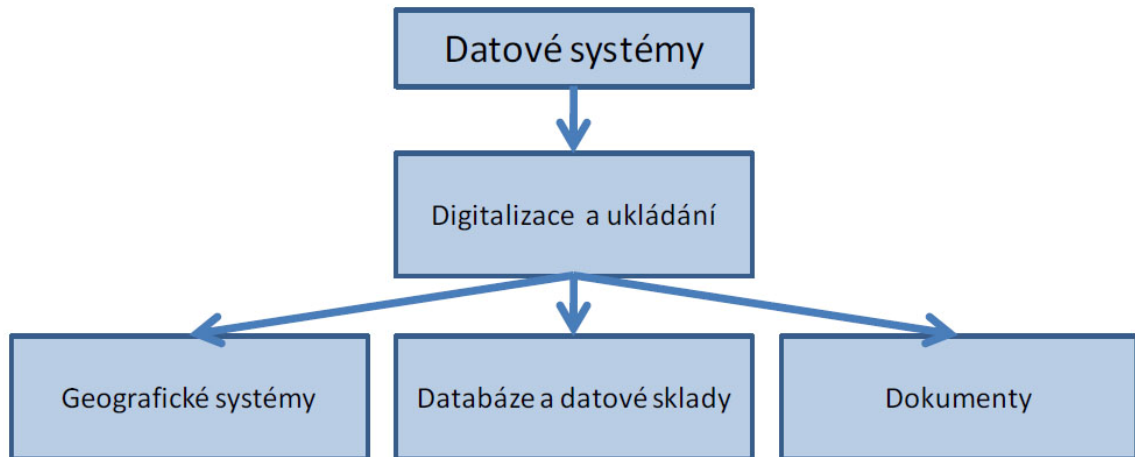 Datové systémy
Digitalizace a ukládání
Geografické systémy
Databáze a datové sklady
Dokumenty